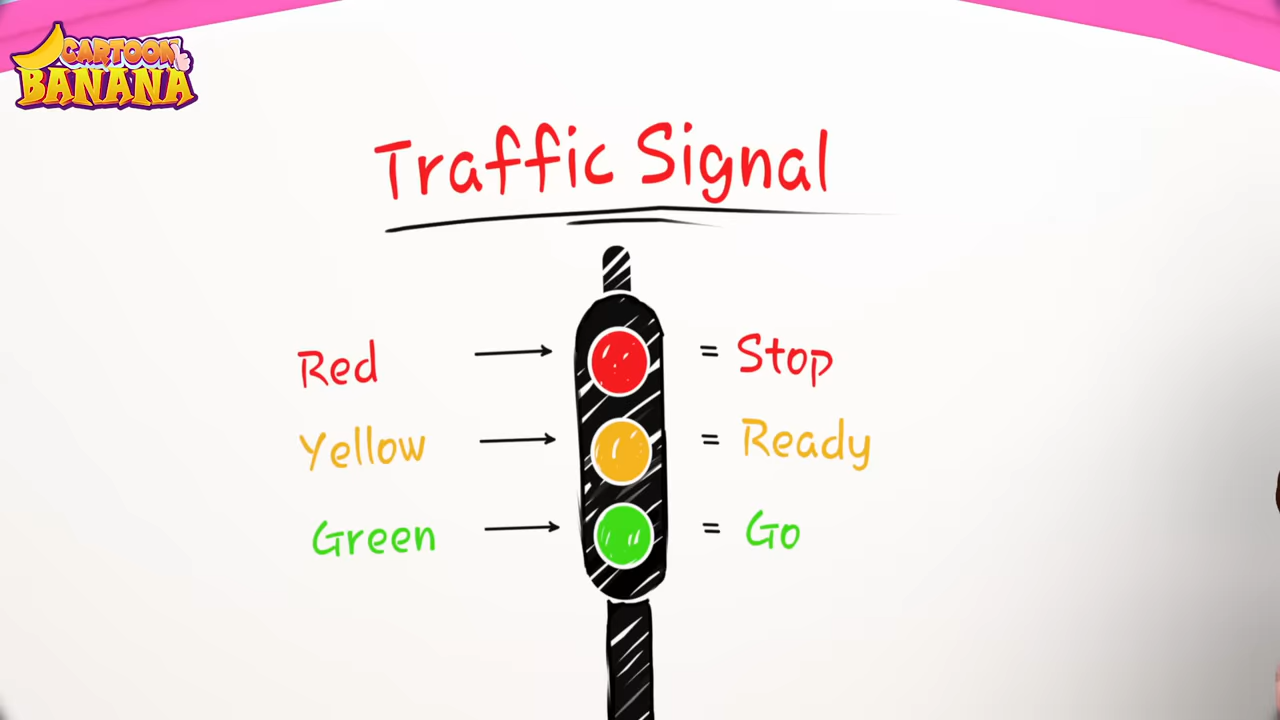 CARTOON
BANANA
Traffic Signal
Red → = Stop
Yellow → = Ready
Green → = Go